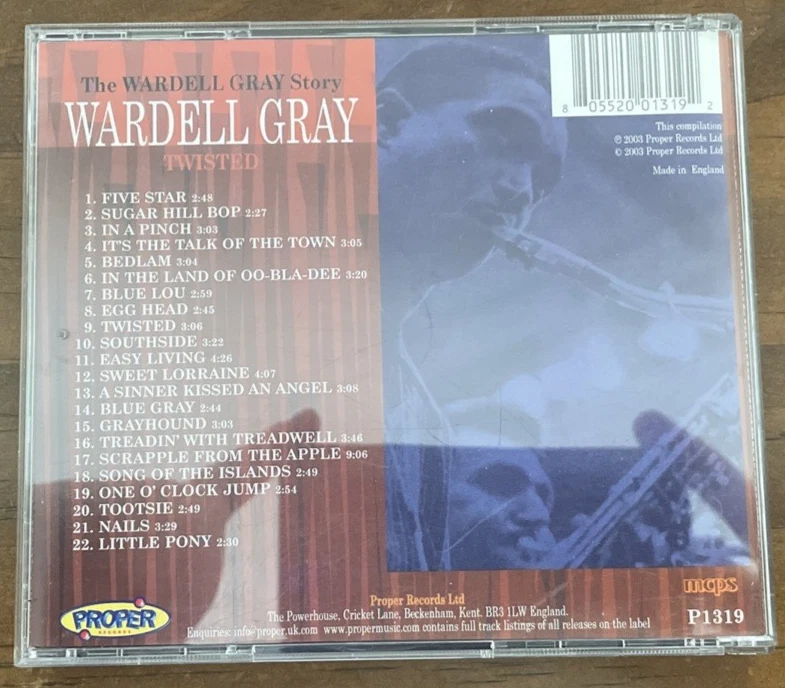 The WARDELL GRAY Story
WARDELL GRAY
TWISTED
1. FIVE STAR 2:48
2. SUGAR HILL BOP 2:27
3. IN A PINCH 3:03
4. IT'S THE TALK OF THE TOWN 3:05
5. BEDLAM 3:04
6. IN THE LAND OF OO-BLA-DEE 3:20
7. BLUE LOU 2:59
8. EGG HEAD 2:45
9. TWISTED 3:06
10. SOUTHSIDE 3:22
11. EASY LIVING 4:26
12. SWEET LORRAINE 4:07
13. A SINNER KISSED AN ANGEL 3:08
14. BLUE GRAY 2:44
15. GRAYHOUND 3:03
16. TREADIN' WITH TREADWELL 3:46
17. SCRAPPLE FROM THE APPLE 9:06
18. SONG OF THE ISLANDS 2:49
19. ONE O' CLOCK JUMP 2:54
20. TOOTSIE 2:49
21. NAILS 3:29
22. LITTLE PONY 2:30
8 05520 01319 2
This compilation
℗ 2003 Proper Records Ltd
© 2003 Proper Records Ltd
Made in England
mcps
P1319
PROPER
RECORDS
Proper Records Ltd
The Powerhouse, Cricket Lane, Beckenham, Kent. BR3 1LW England.
Enquiries: info@proper.uk.com www.propermusic.com contains full track listings of all releases on the label